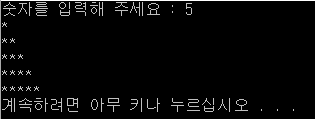 숫자를 입력해 주세요 : 5
*
**
***
****
*****
계속하려면 아무 키나 누르십시오 . . .